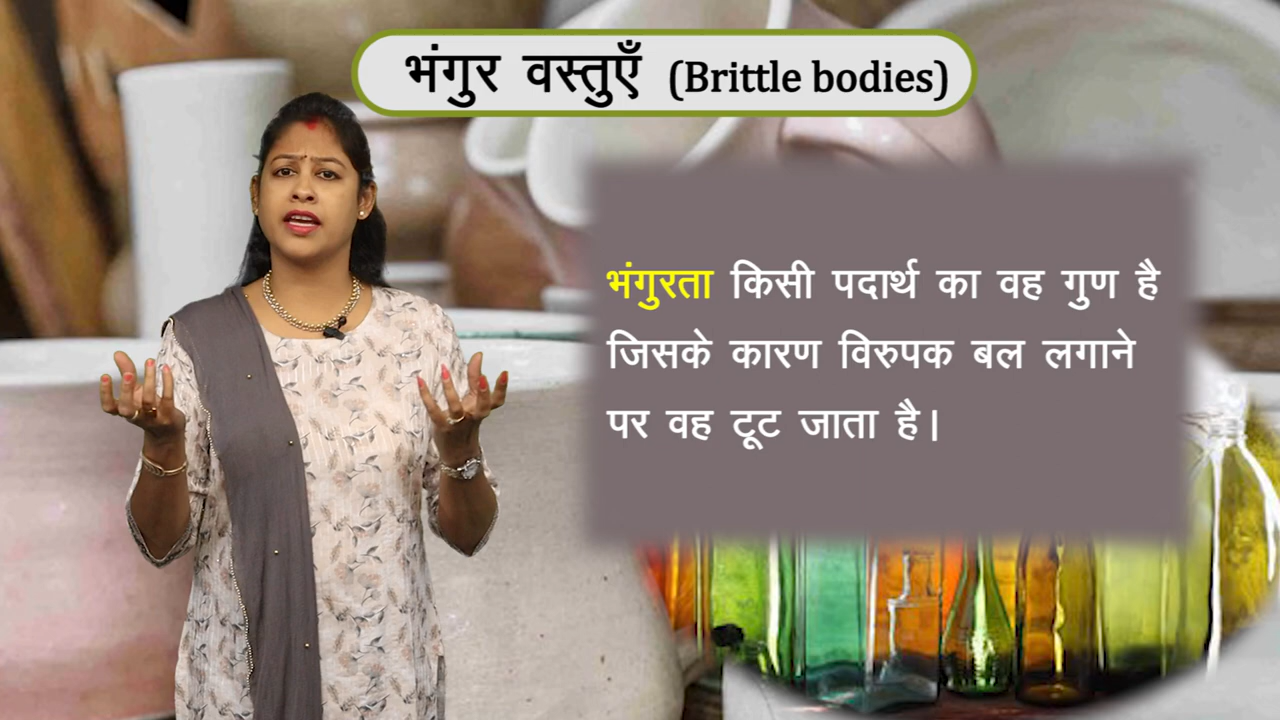 भंगुर वस्तुएँ (Brittle bodies)
भंगुरता किसी पदार्थ का वह गुण है
जिसके कारण विरुपक बल लगाने
पर वह टूट जाता है।